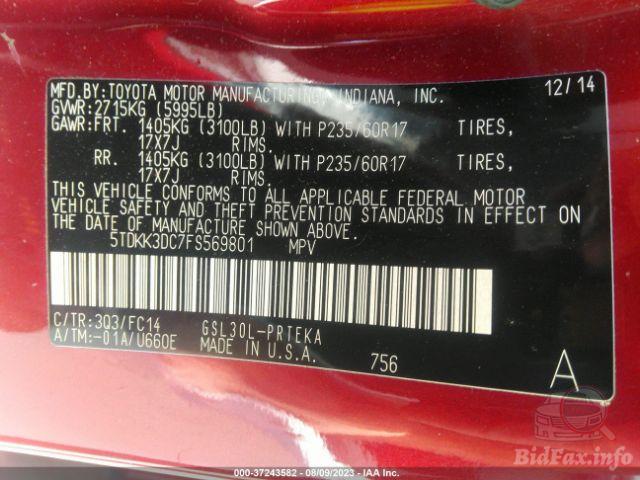 MFD.BY:TOYOTA MOTOR MANUFACTURING, INDIANA, INC. 12/14
GVWR:2715KG (5995LB)
GAWR:FRT. 1405KG (3100LB) WITH P235/60R17 TIRES,
17X7J RIMS.
RR. 1405KG (3100LB) WITH P235/60R17 TIRES,
17X7J RIMS.
THIS VEHICLE CONFORMS TO ALL APPLICABLE FEDERAL MOTOR
VEHICLE SAFETY AND THEFT PREVENTION STANDARDS IN EFFECT ON
THE DATE OF MANUFACTURE SHOWN ABOVE.
5TDKK3DC7FS569801 MPV
C/TR:3Q3/FC14 GSL30L-PRTEKA
A/TM:-01A/U660E MADE IN U.S.A.
756 A
BidFax.info
000-37243582 - 08/09/2023 - IAA Inc.